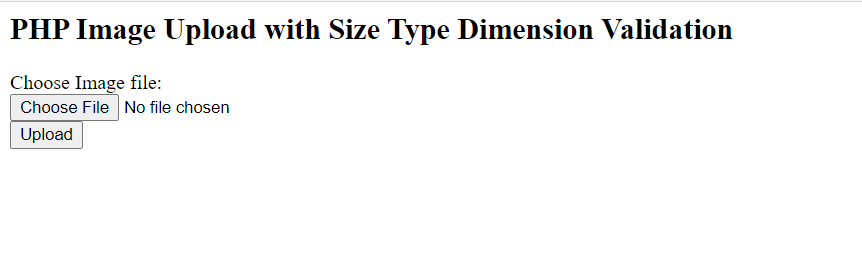 PHP Image Upload with Size Type Dimension Validation
Choose Image file:
Choose File No file chosen
Upload